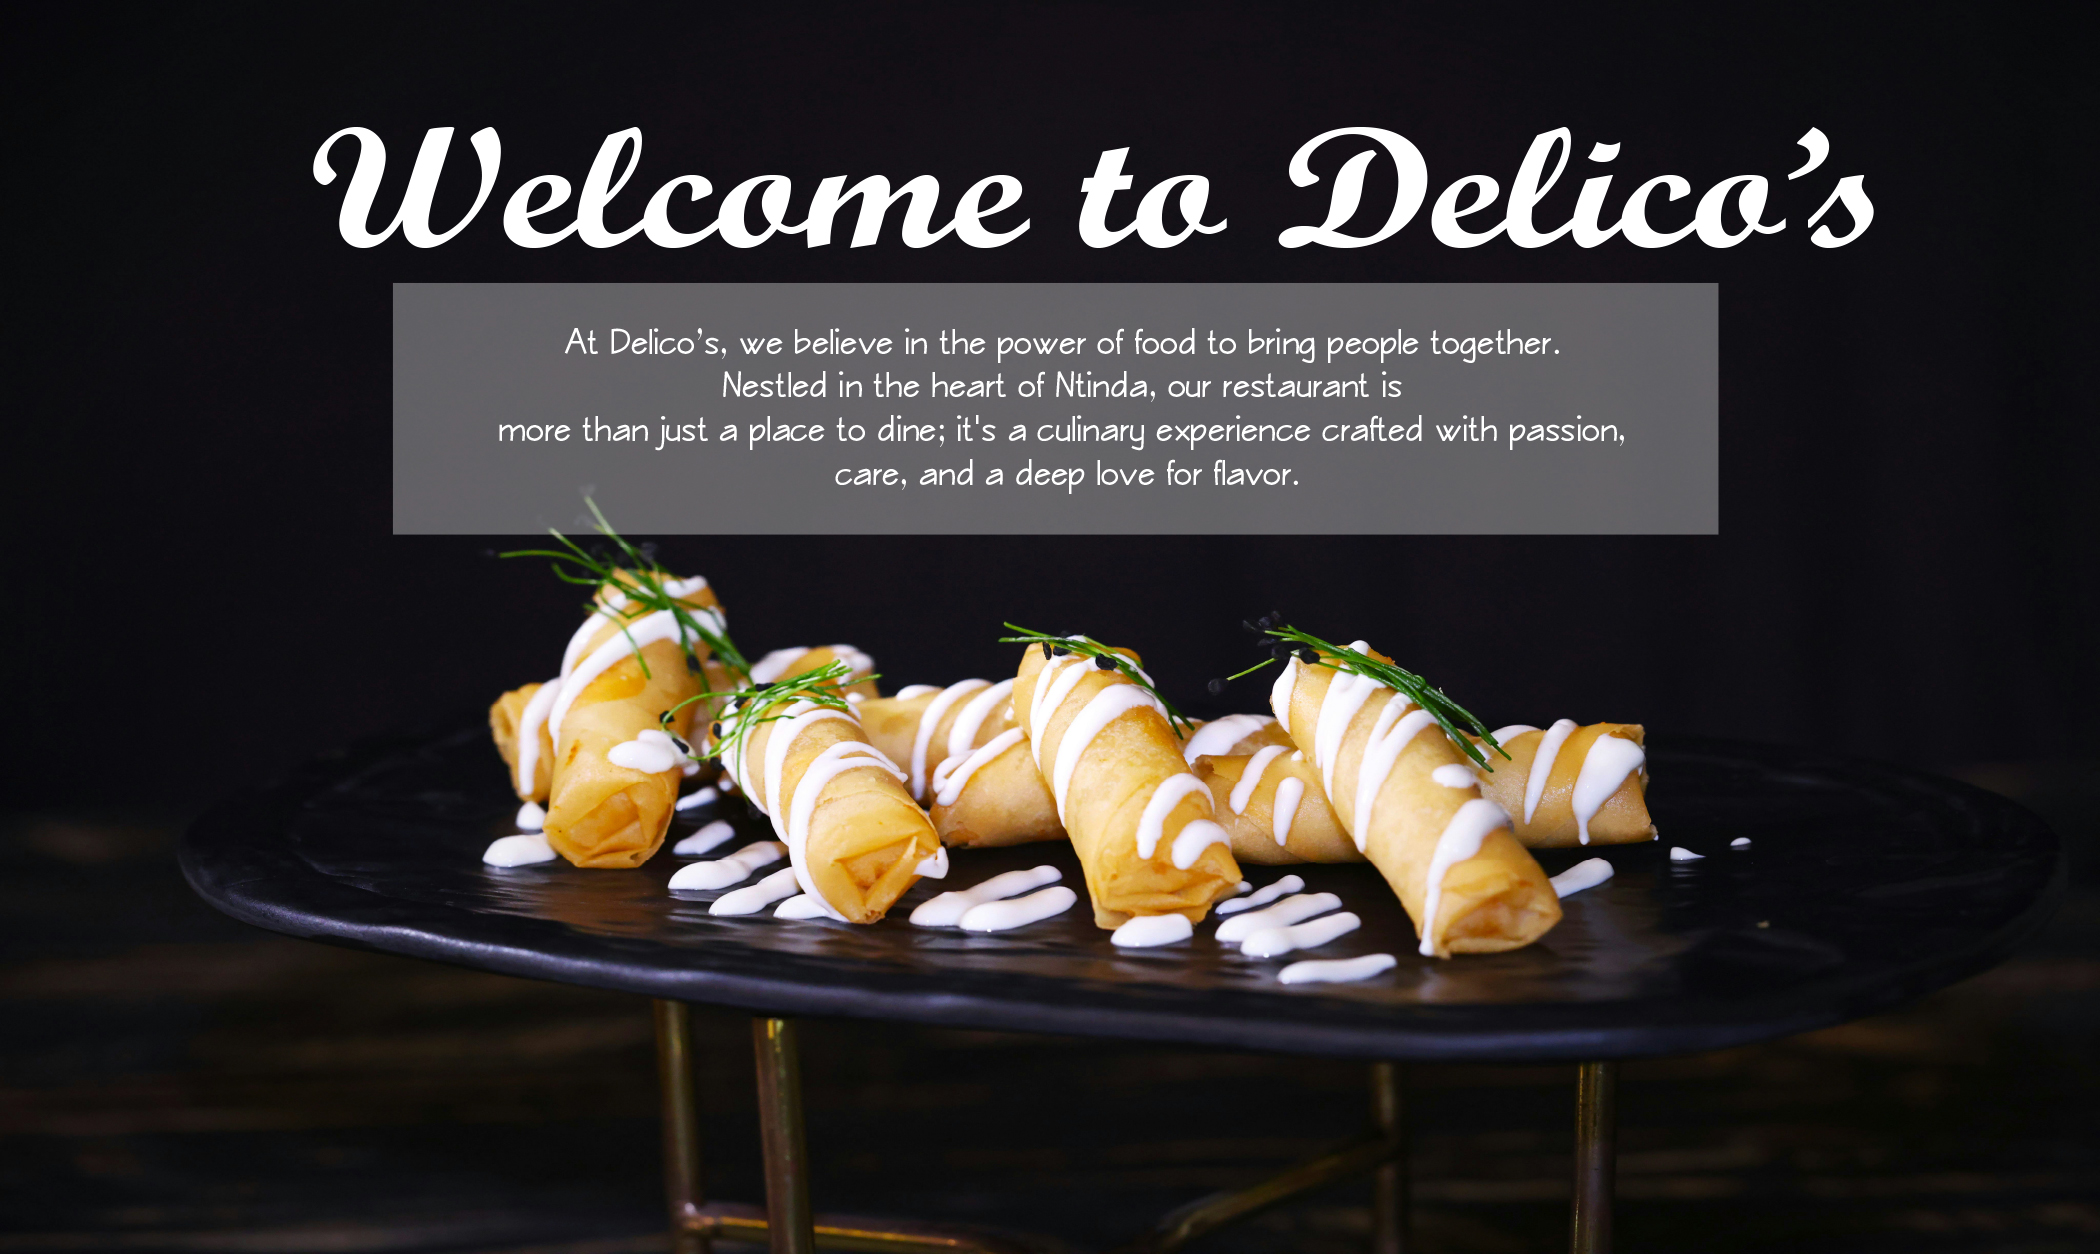 Welcome to Delico’s
At Delico’s, we believe in the power of food to bring people together.
Nestled in the heart of Ntinda, our restaurant is
more than just a place to dine; it's a culinary experience crafted with passion,
care, and a deep love for flavor.